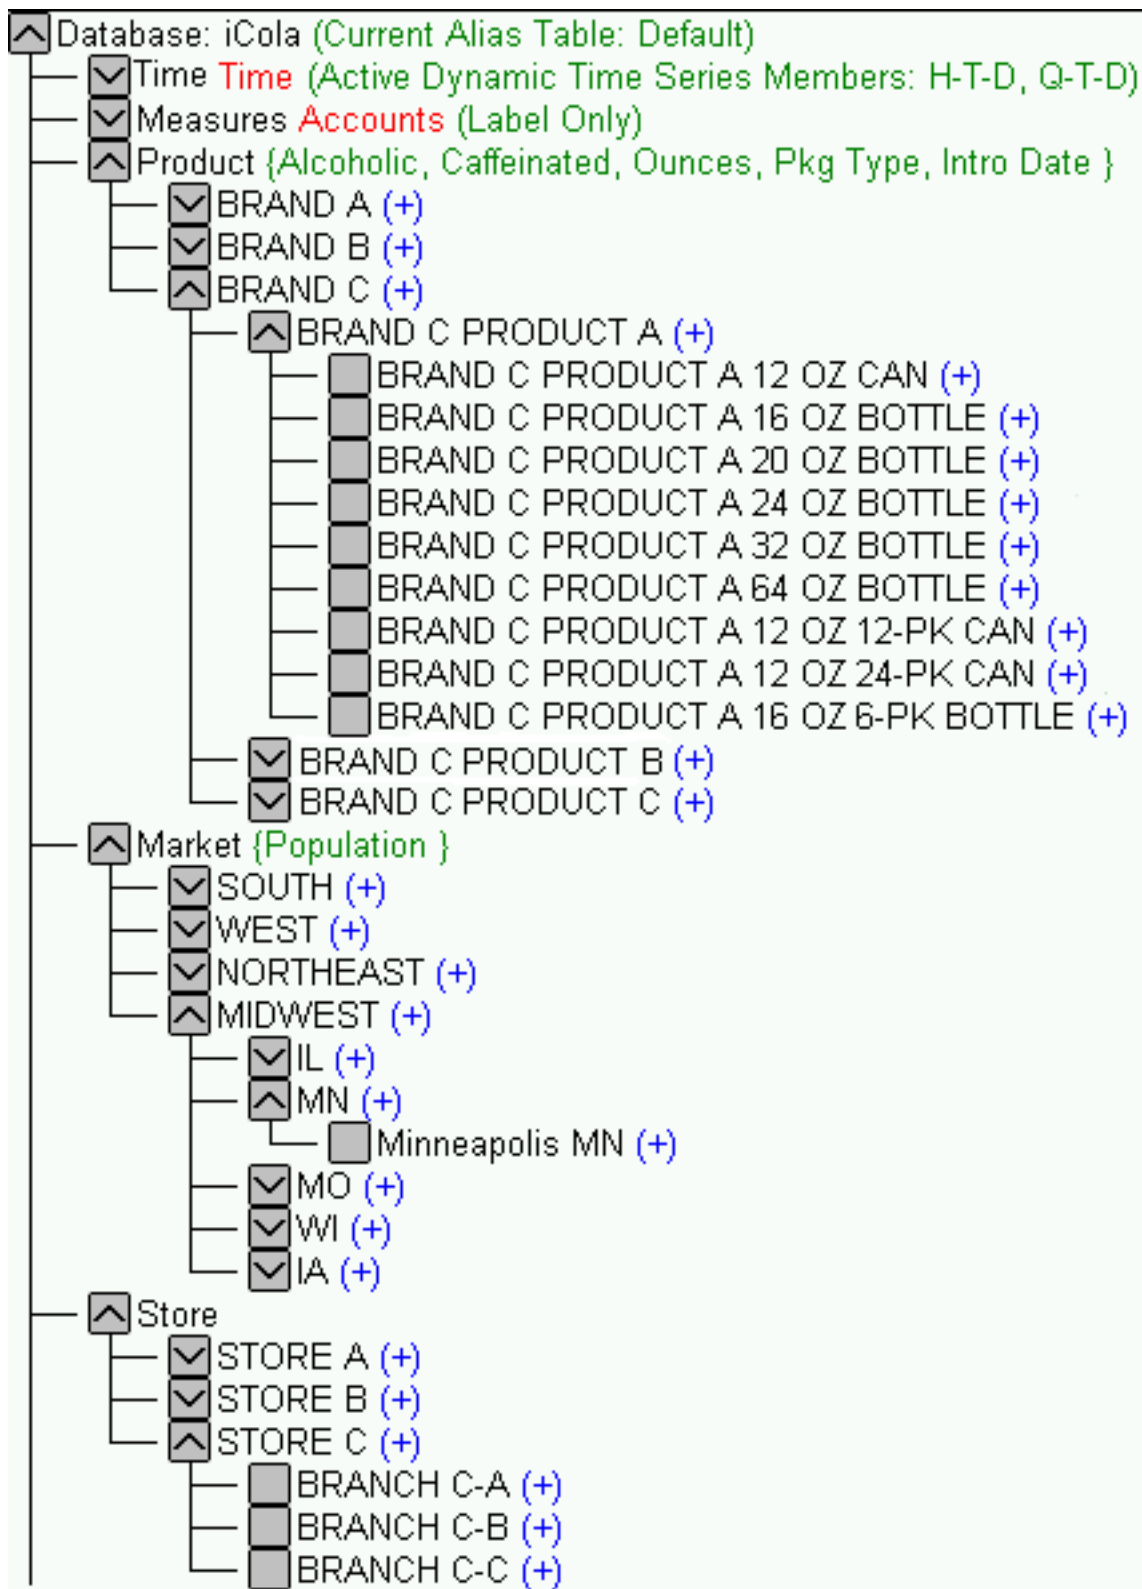 Database: iCola (Current Alias Table: Default)
Time Time (Active Dynamic Time Series Members: H-T-D, Q-T-D)
Measures Accounts (Label Only)
Product {Alcoholic, Caffeinated, Ounces, Pkg Type, Intro Date }
BRAND A (+)
BRAND B (+)
BRAND C (+)
BRAND C PRODUCT A (+)
BRAND C PRODUCT A 12 OZ CAN (+)
BRAND C PRODUCT A 16 OZ BOTTLE (+)
BRAND C PRODUCT A 20 OZ BOTTLE (+)
BRAND C PRODUCT A 24 OZ BOTTLE (+)
BRAND C PRODUCT A 32 OZ BOTTLE (+)
BRAND C PRODUCT A 64 OZ BOTTLE (+)
BRAND C PRODUCT A 12 OZ 12-PK CAN (+)
BRAND C PRODUCT A 12 OZ 24-PK CAN (+)
BRAND C PRODUCT A 16 OZ 6-PK BOTTLE (+)
BRAND C PRODUCT B (+)
BRAND C PRODUCT C (+)
Market {Population }
SOUTH (+)
WEST (+)
NORTHEAST (+)
MIDWEST (+)
IL (+)
MN (+)
Minneapolis MN (+)
MO (+)
WI (+)
IA (+)
Store
STORE A (+)
STORE B (+)
STORE C (+)
BRANCH C-A (+)
BRANCH C-B (+)
BRANCH C-C (+)